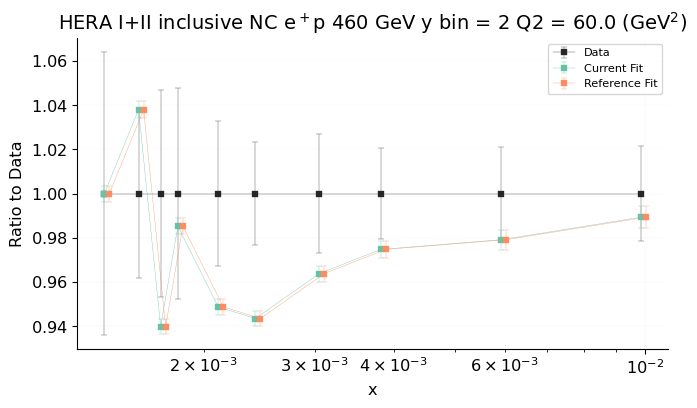 HERA I+II inclusive NC e⁺p 460 GeV y bin = 2 Q2 = 60.0 (GeV²)
Data
Current Fit
Reference Fit
Ratio to Data
1.06
1.04
1.02
1.00
0.98
0.96
0.94
2 × 10⁻³ 3 × 10⁻³ 4 × 10⁻³ 6 × 10⁻³ 10⁻²
x